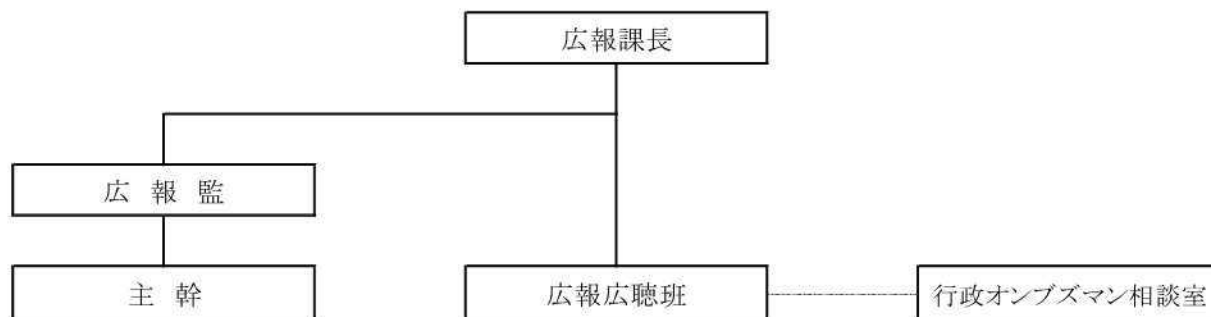 広報課長
広 報 監
主 幹
広報広聴班
行政オンブズマン相談室